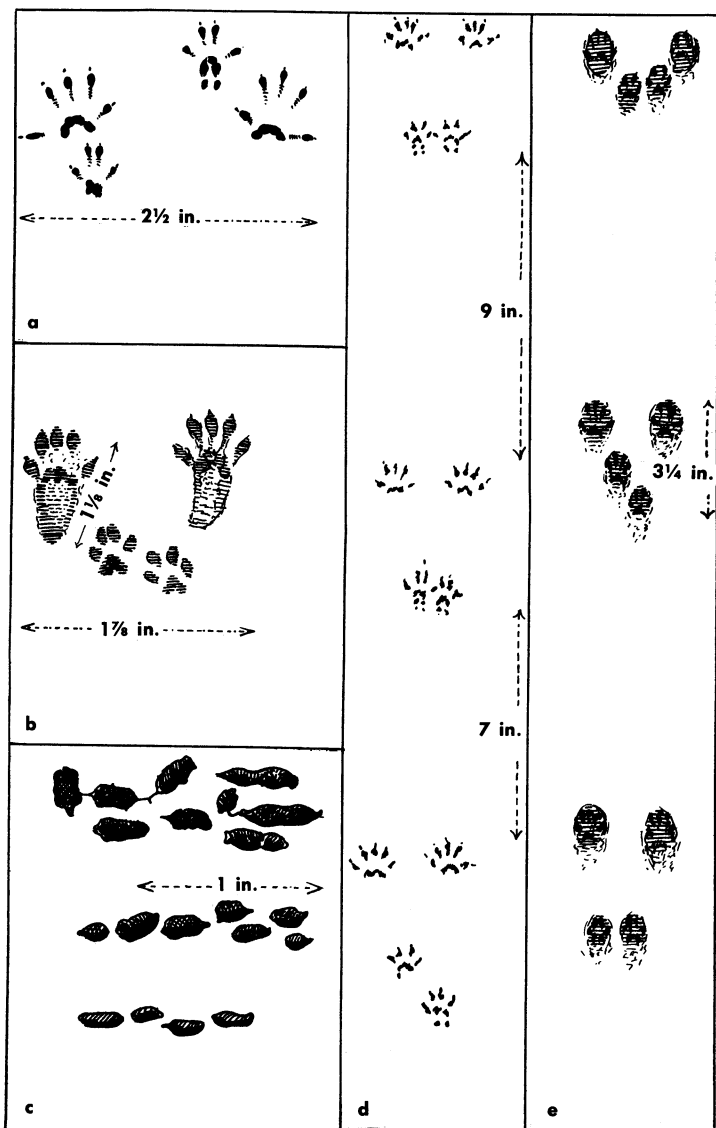 2½ in.
a
1⅛ in.
1⅞ in.
b
1 in.
c
9 in.
7 in.
d
3¼ in.
e